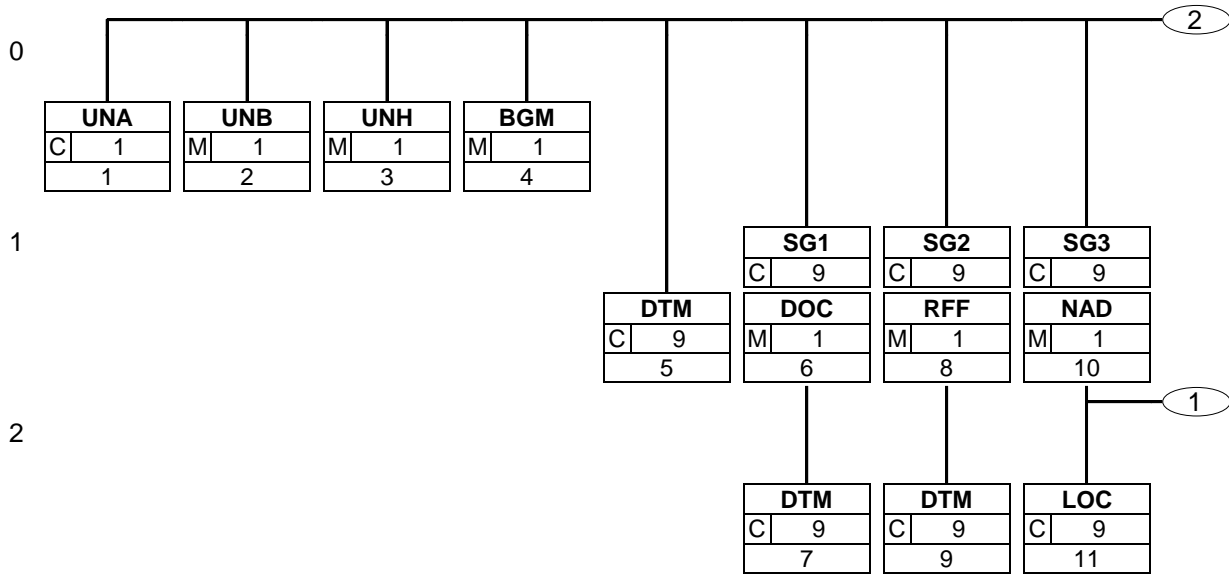 2
0
UNA UNB UNH BGM
C 1 M 1 M 1 M 1
1 2 3 4
1
SG1 SG2 SG3
C 9 C 9 C 9
DTM DOC RFF NAD
C 9 M 1 M 1 M 1
5 6 8 10
1
2
DTM DTM LOC
C 9 C 9 C 9
7 9 11